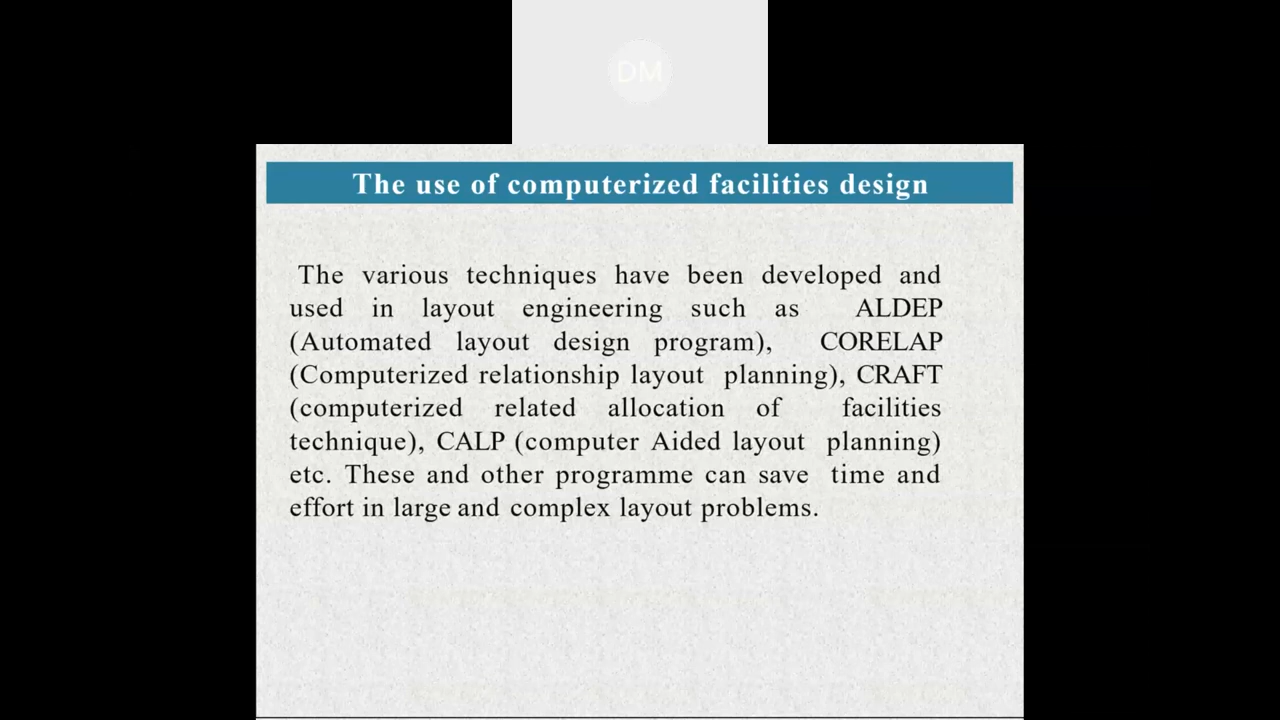 DM
The use of computerized facilities design
The various techniques have been developed and
used in layout engineering such as ALDEP
(Automated layout design program), CORELAP
(Computerized relationship layout planning), CRAFT
(computerized related allocation of facilities
technique), CALP (computer Aided layout planning)
etc. These and other programme can save time and
effort in large and complex layout problems.